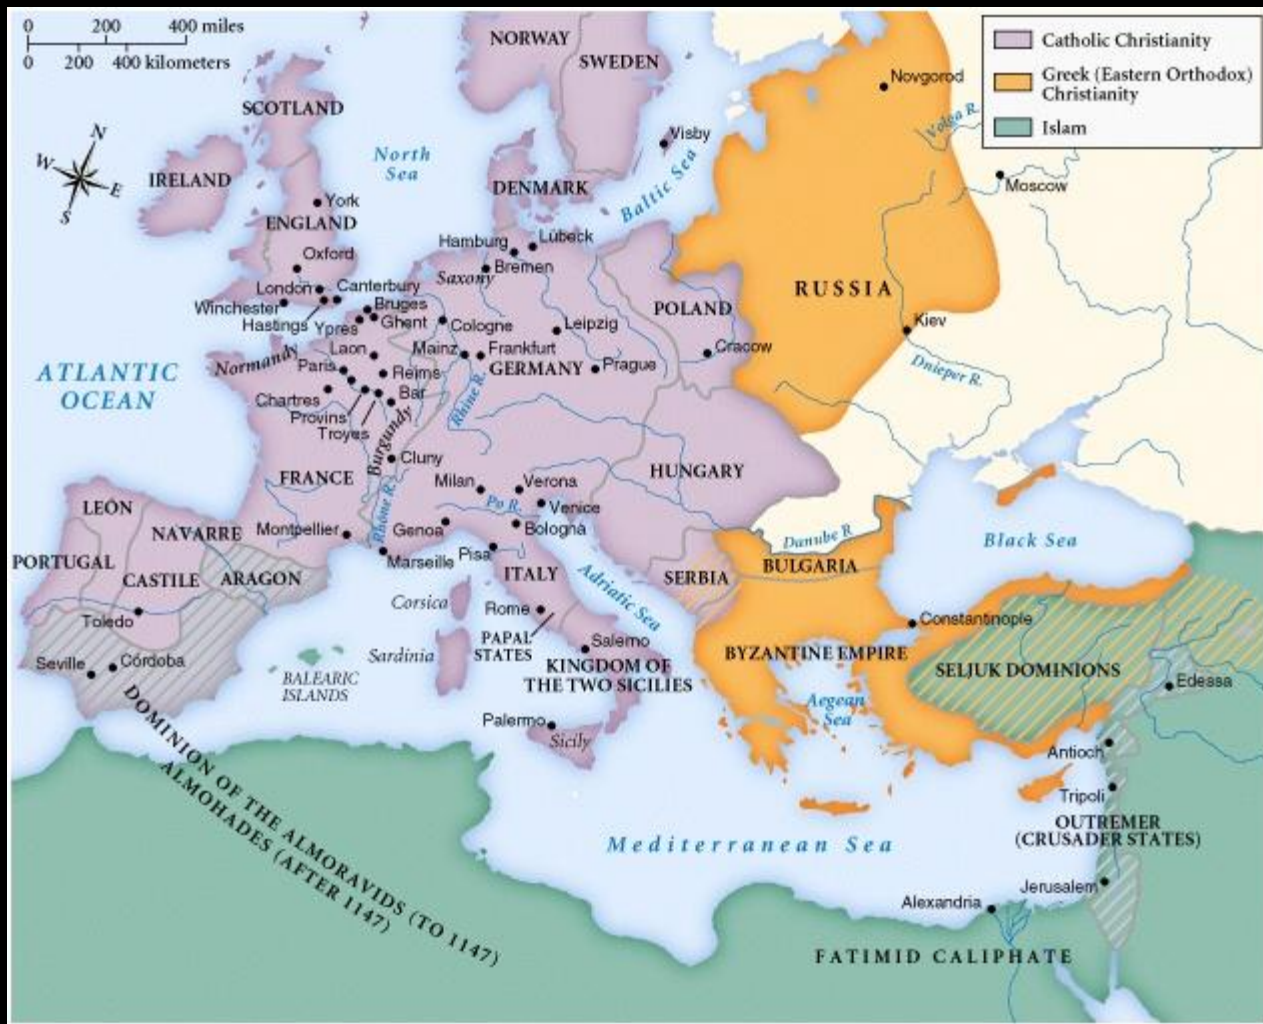 0 200 400 miles
0 200 400 kilometers
Catholic Christianity
Greek (Eastern Orthodox)
Christianity
Islam
N
W
E
S
NORWAY
SWEDEN
SCOTLAND
Novgorod
Volga R.
Visby
North
Sea
IRELAND
DENMARK
Baltic Sea
Moscow
York
ENGLAND
Oxford
Hamburg
Lübeck
Saxony
Bremen
London
Canterbury
Winchester
Hastings
Bruges
Ypres
Ghent
Cologne
Leipzig
POLAND
RUSSIA
Kiev
Normandy
Laon
Mainz
Frankfurt
Cracow
Paris
Reims
GERMANY
Prague
Dnieper R.
ATLANTIC
OCEAN
Chartres
Provins
Bar
Troyes
Burgundy
Rhine R.
Cluny
FRANCE
Milan
Verona
HUNGARY
Rhône R.
Po R.
Venice
LEÓN
NAVARRE
Montpellier
Genoa
Bologna
Danube R
Black Sea
PORTUGAL
CASTILE
ARAGON
Marseille
Pisa
ITALY
Adriatic Sea
SERBIA
BULGARIA
Corsica
Rome
Constantinople
Toledo
PAPAL
STATES
Salerno
Sardinia
KINGDOM OF
THE TWO SICILIES
BYZANTINE EMPIRE
SELJUK DOMINIONS
Seville
Córdoba
BALEARIC
ISLANDS
Edessa
Aegean
Sea
Palermo
Sicily
Antioch
Tripoli
DOMINION OF THE ALMORAVIDS (TO 1147)
ALMOHADES (AFTER 1147)
Mediterranean Sea
OUTREMER
(CRUSADER STATES)
Jerusalem
Alexandria
FATIMID CALIPHATE